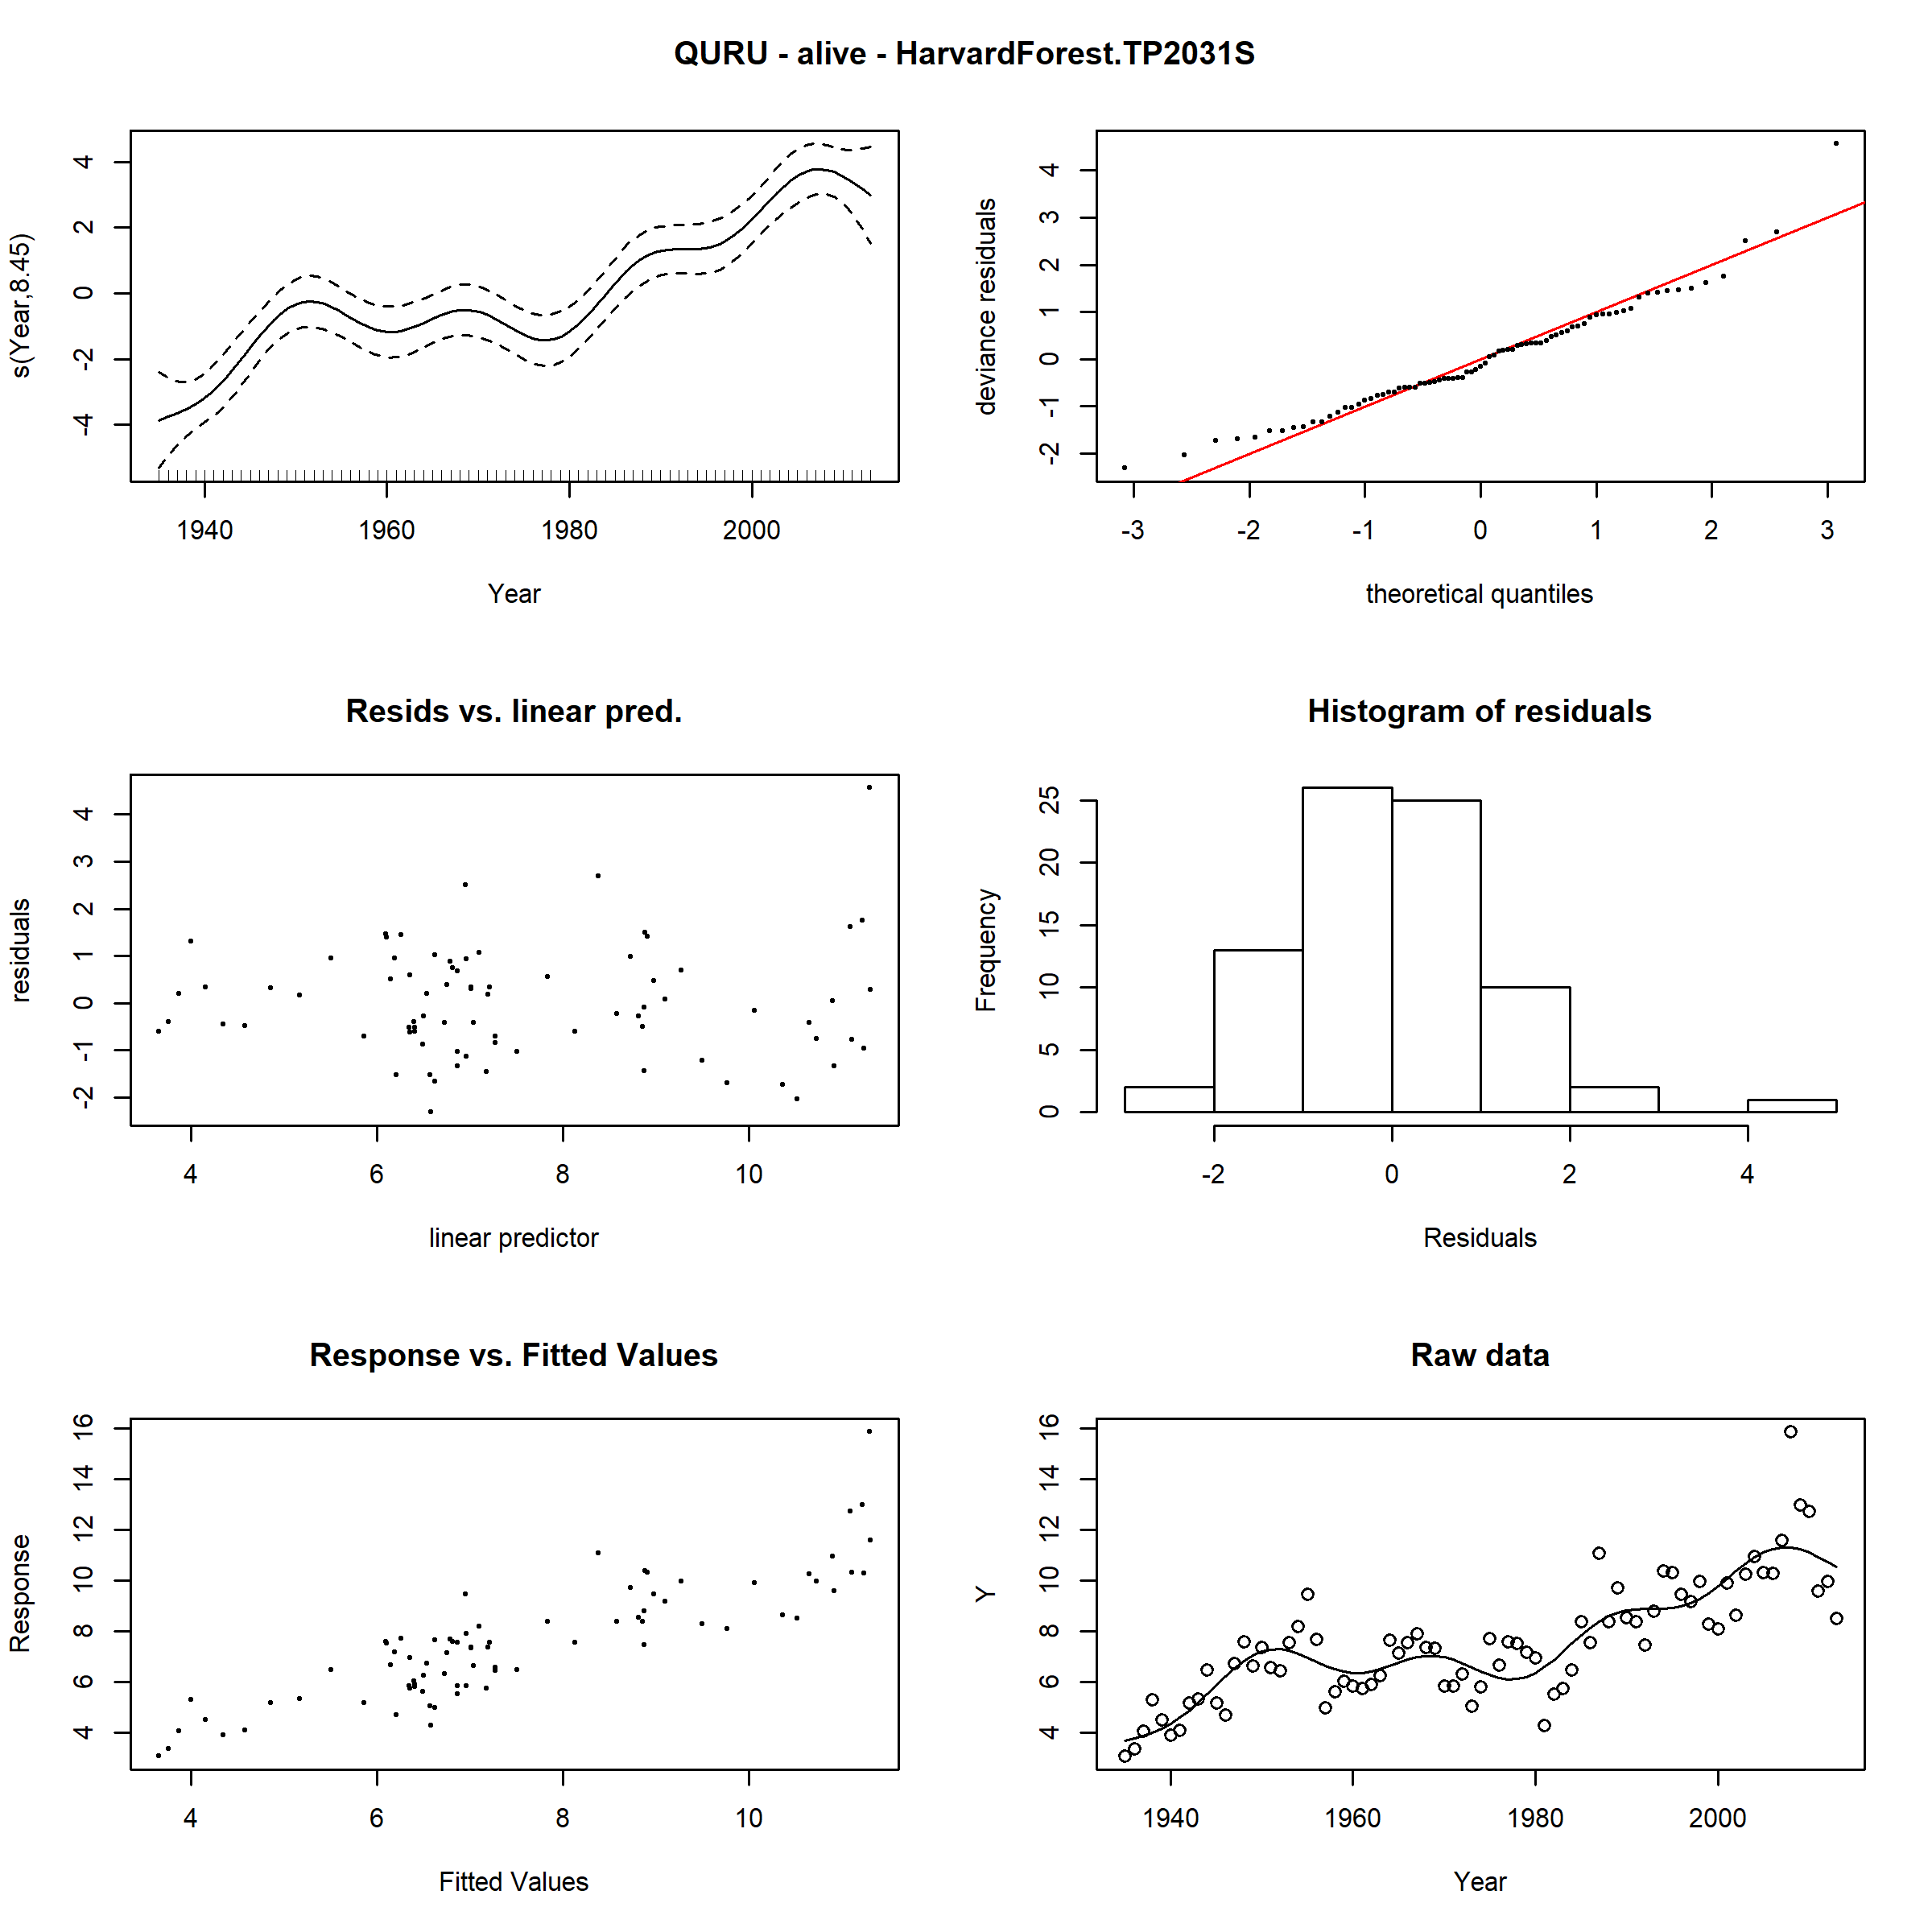 QURU - alive - HarvardForest.TP2031S
s(Year,8.45)
4
2
0
-2
-4
1940 1960 1980 2000
Year
deviance residuals
4
3
2
1
0
-1
-2
-3 -2 -1 0 1 2 3
theoretical quantiles
Resids vs. linear pred.
residuals
4
3
2
1
0
-1
-2
4 6 8 10
linear predictor
Histogram of residuals
Frequency
25
20
15
10
5
0
-2 0 2 4
Residuals
Response vs. Fitted Values
Response
16
14
12
10
8
6
4
4 6 8 10
Fitted Values
Raw data
Y
16
14
12
10
8
6
4
1940 1960 1980 2000
Year